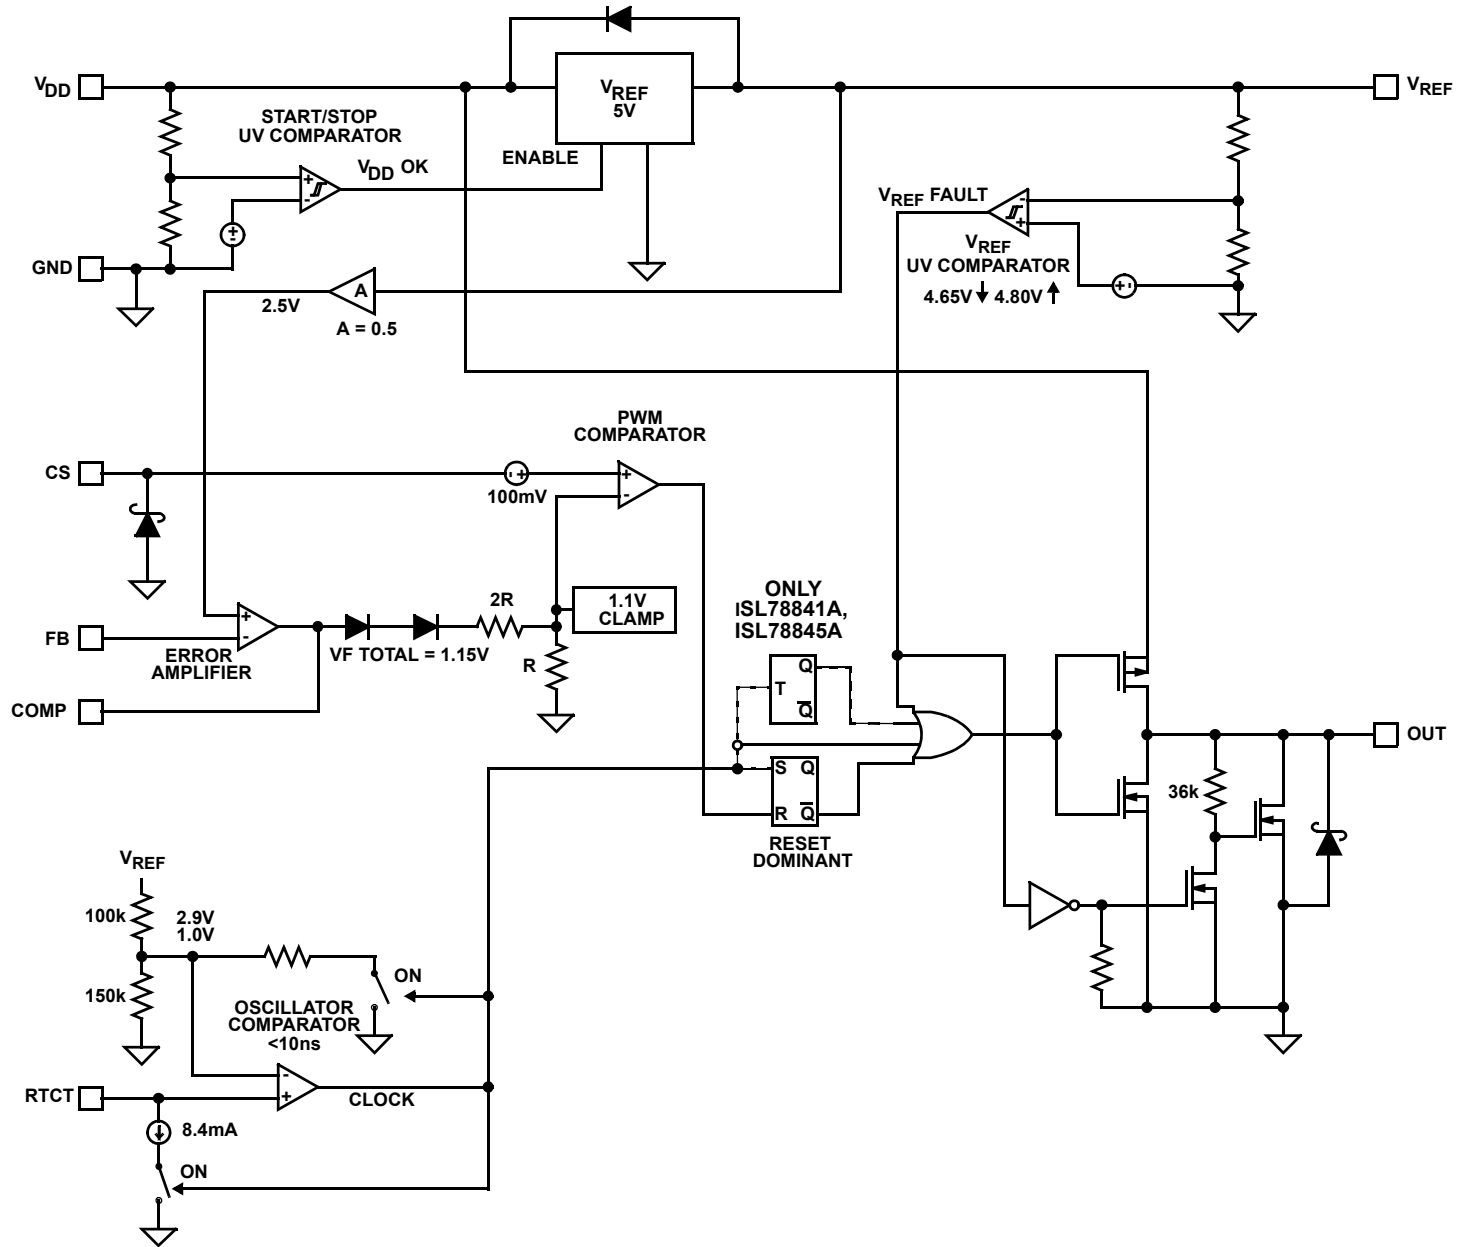 VDD
START/STOP
UV COMPARATOR
+
-
VDD OK
+
-
VREF
5V
ENABLE
VREF
VREF FAULT
-
+
VREF
UV COMPARATOR
4.65V 4.80V
+ -
GND
2.5V
A
A = 0.5
PWM
COMPARATOR
CS
- +
100mV
+
-
2R
1.1V
CLAMP
ONLY
ISL78841A,
ISL78845A
FB
+
-
ERROR
AMPLIFIER
VF TOTAL = 1.15V
R
COMP
Q
T
Q
S Q
R Q
RESET
DOMINANT
OUT
36k
VREF
100k
2.9V
1.0V
150k
ON
OSCILLATOR
COMPARATOR
<10ns
RTCT
-
+
CLOCK
8.4mA
ON